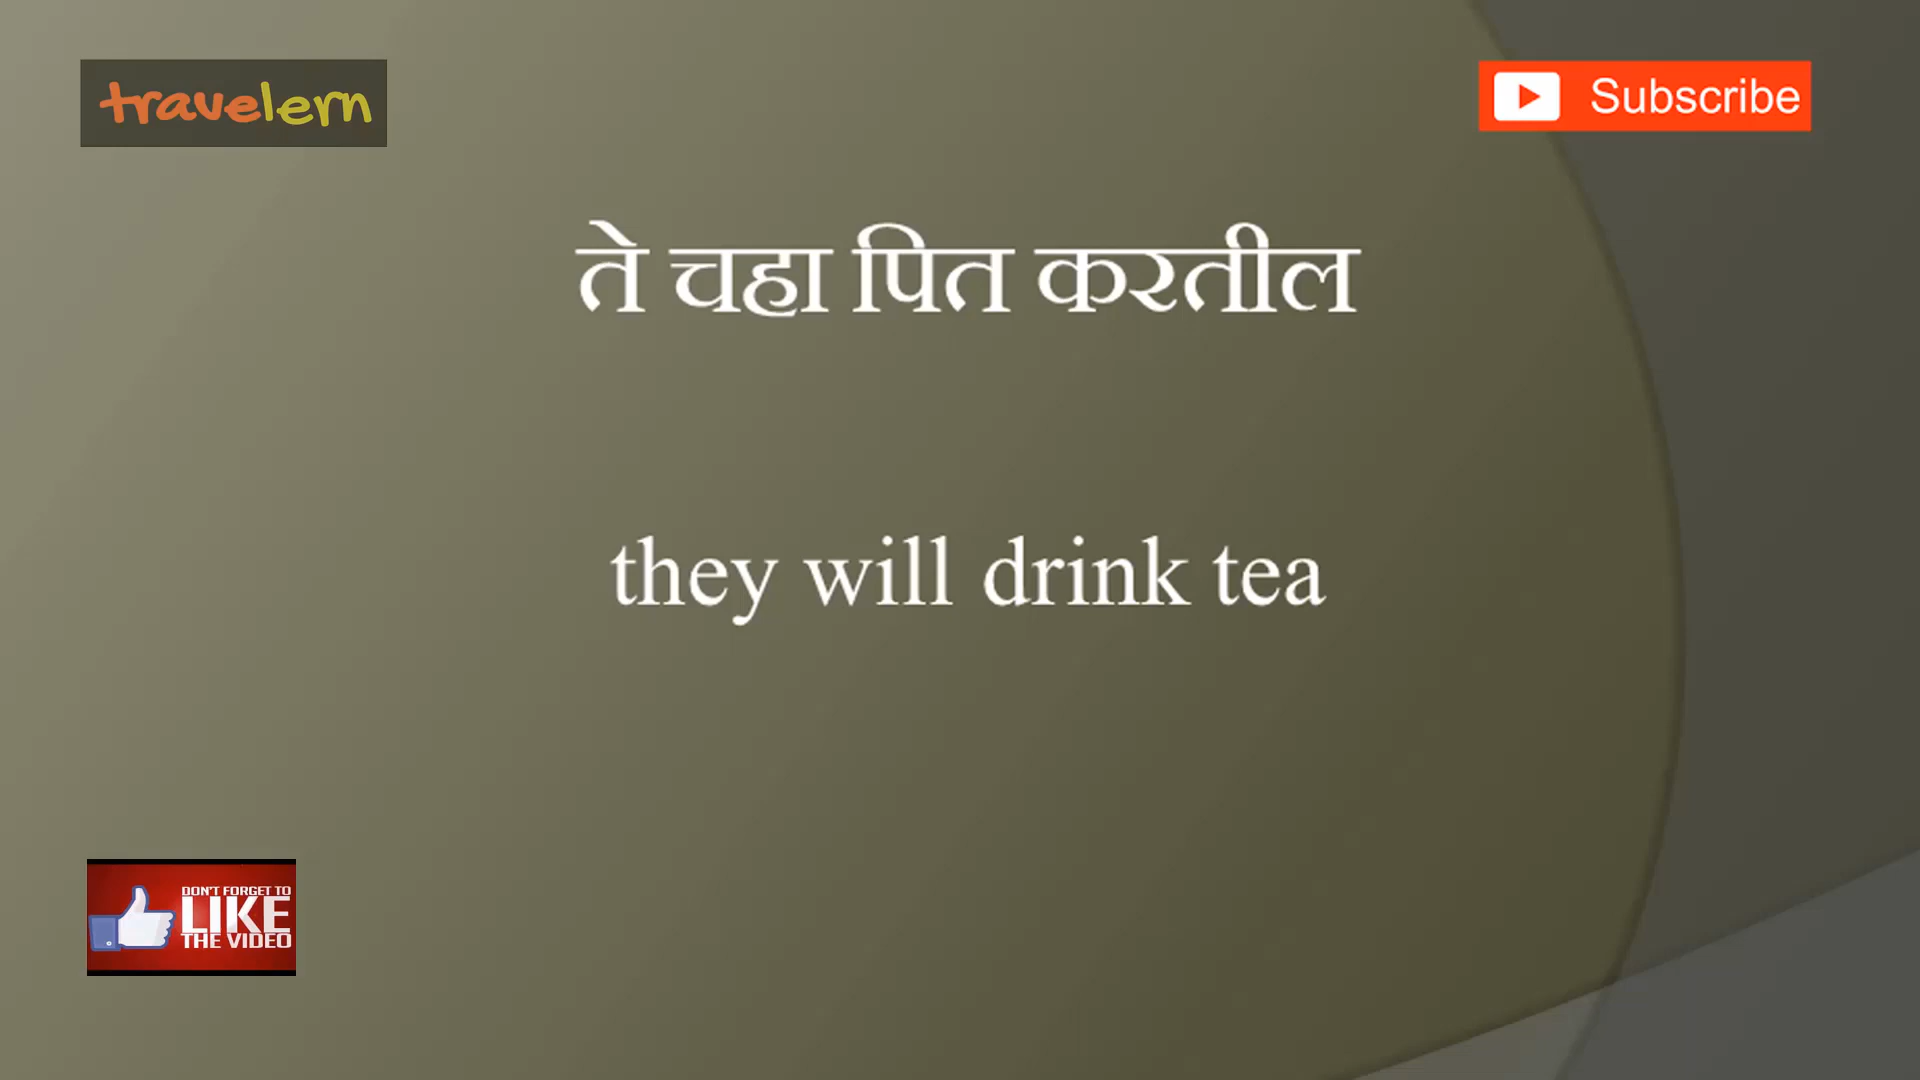 travelern
Subscribe
ते चहा पित करतील
they will drink tea
DON'T FORGET TO
LIKE
THE VIDEO